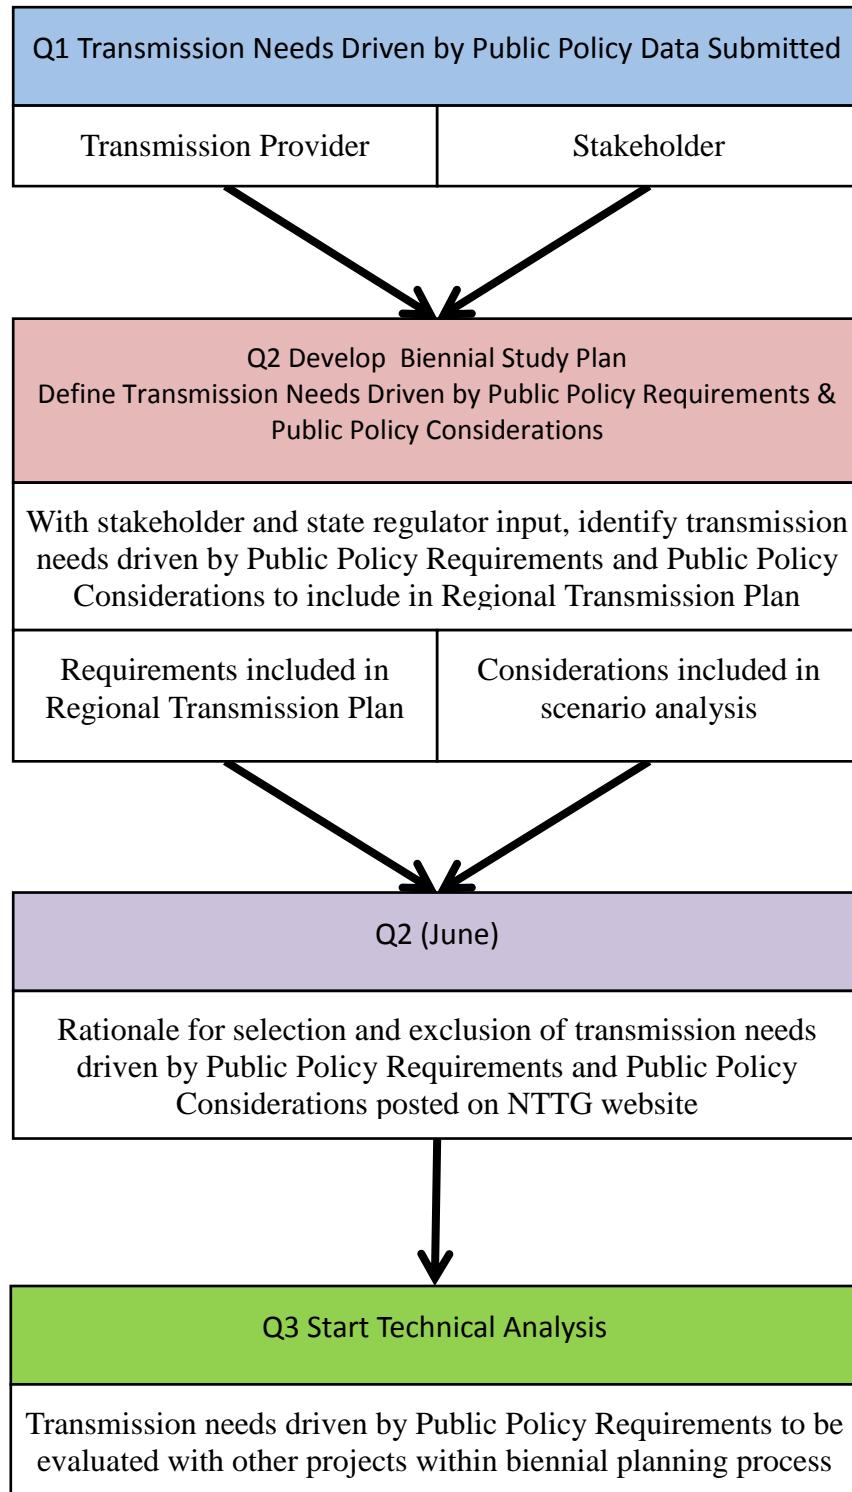 Q1 Transmission Needs Driven by Public Policy Data Submitted
Transmission Provider
Stakeholder
Q2 Develop  Biennial Study Plan
Define Transmission Needs Driven by Public Policy Requirements &
Public Policy Considerations
With stakeholder and state regulator input, identify transmission
needs driven by Public Policy Requirements and Public Policy
Considerations to include in Regional Transmission Plan
Requirements included in
Regional Transmission Plan
Considerations included in
scenario analysis
Q2 (June)
Rationale for selection and exclusion of transmission needs
driven by Public Policy Requirements and Public Policy
Considerations posted on NTTG website
Q3 Start Technical Analysis
Transmission needs driven by Public Policy Requirements to be
evaluated with other projects within biennial planning process